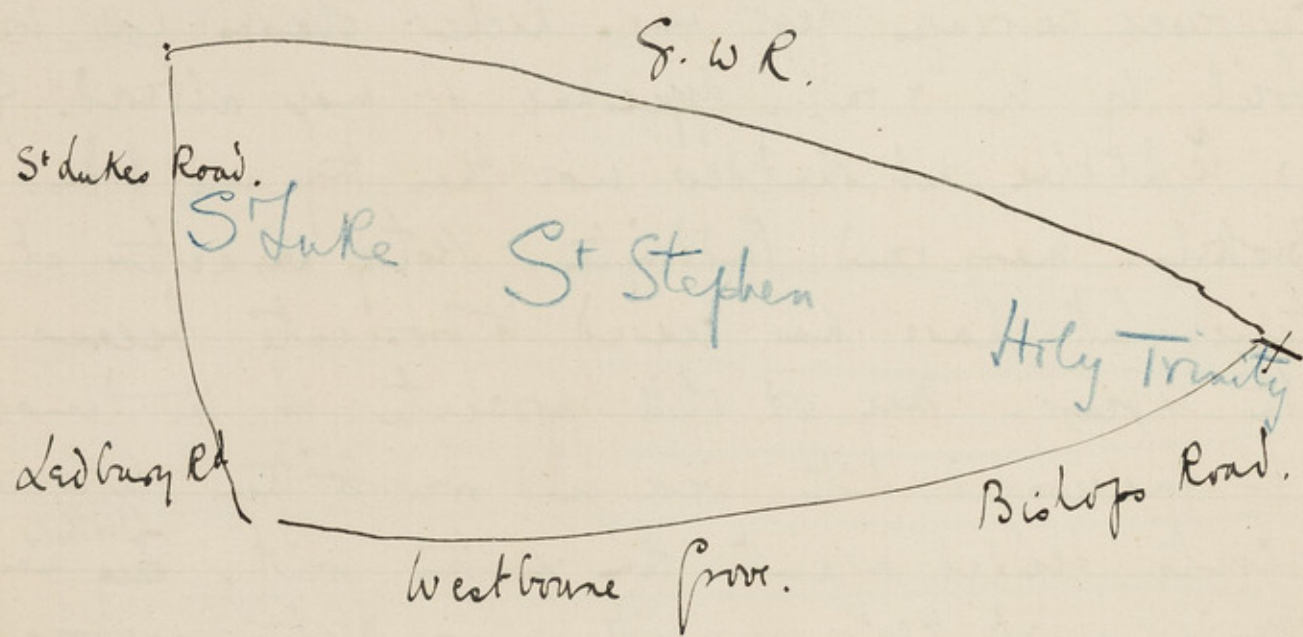 G. W R.
St Lukes Road.
St Luke
St Stephen
Holy Trinity
Ledbury Rd
Bishops Road.
Westbourne Grove.